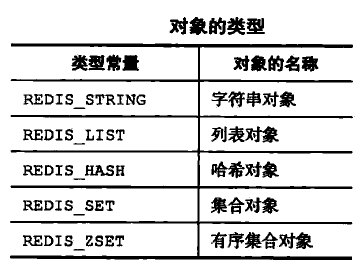 对象的类型
类型常量 对象的名称
REDIS_STRING 字符串对象
REDIS_LIST 列表对象
REDIS_HASH 哈希对象
REDIS_SET 集合对象
REDIS_ZSET 有序集合对象